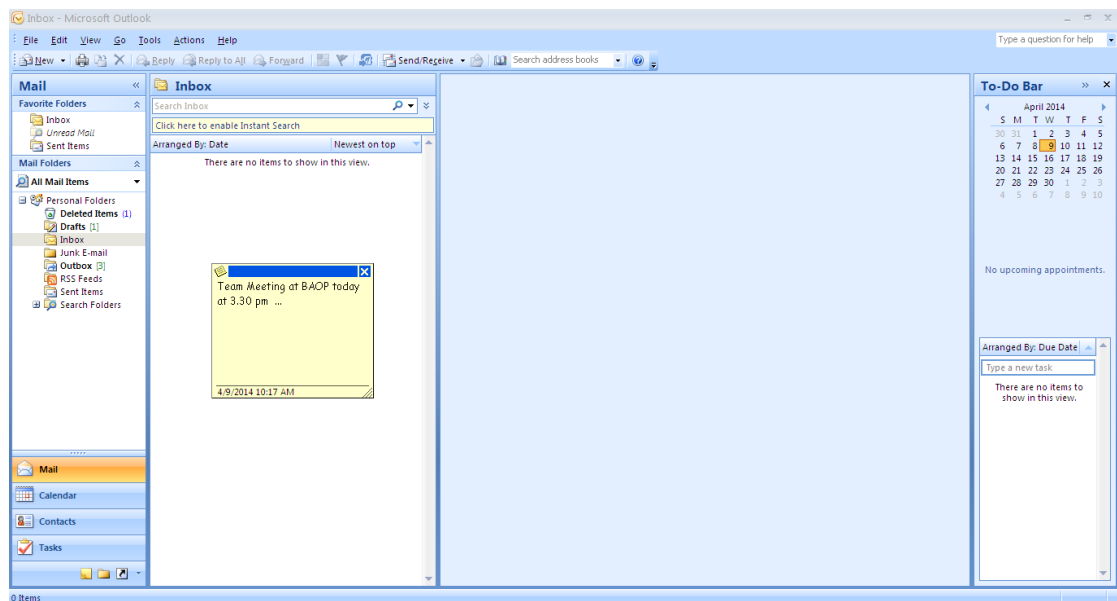 Inbox - Microsoft Outlook
File Edit View Go Tools Actions Help
Type a question for help
New Reply Reply to All Forward Send/Receive Search address books
Mail
Favorite Folders
Inbox
Unread Mail
Sent Items
Mail Folders
All Mail Items
Personal Folders
Deleted Items (1)
Drafts [1]
Inbox
Junk E-mail
Outbox [3]
RSS Feeds
Sent Items
Search Folders
Mail
Calendar
Contacts
Tasks
Inbox
Search Inbox
Click here to enable Instant Search
Arranged By: Date Newest on top
There are no items to show in this view.
Team Meeting at BAOP today
at 3.30 pm ...
4/9/2014 10:17 AM
To-Do Bar
April 2014
S M T W T F S
30 31 1 2 3 4 5
6 7 8 9 10 11 12
13 14 15 16 17 18 19
20 21 22 23 24 25 26
27 28 29 30 1 2 3
4 5 6 7 8 9 10
No upcoming appointments.
Arranged By: Due Date
Type a new task
There are no items to
show in this view.
0 Items